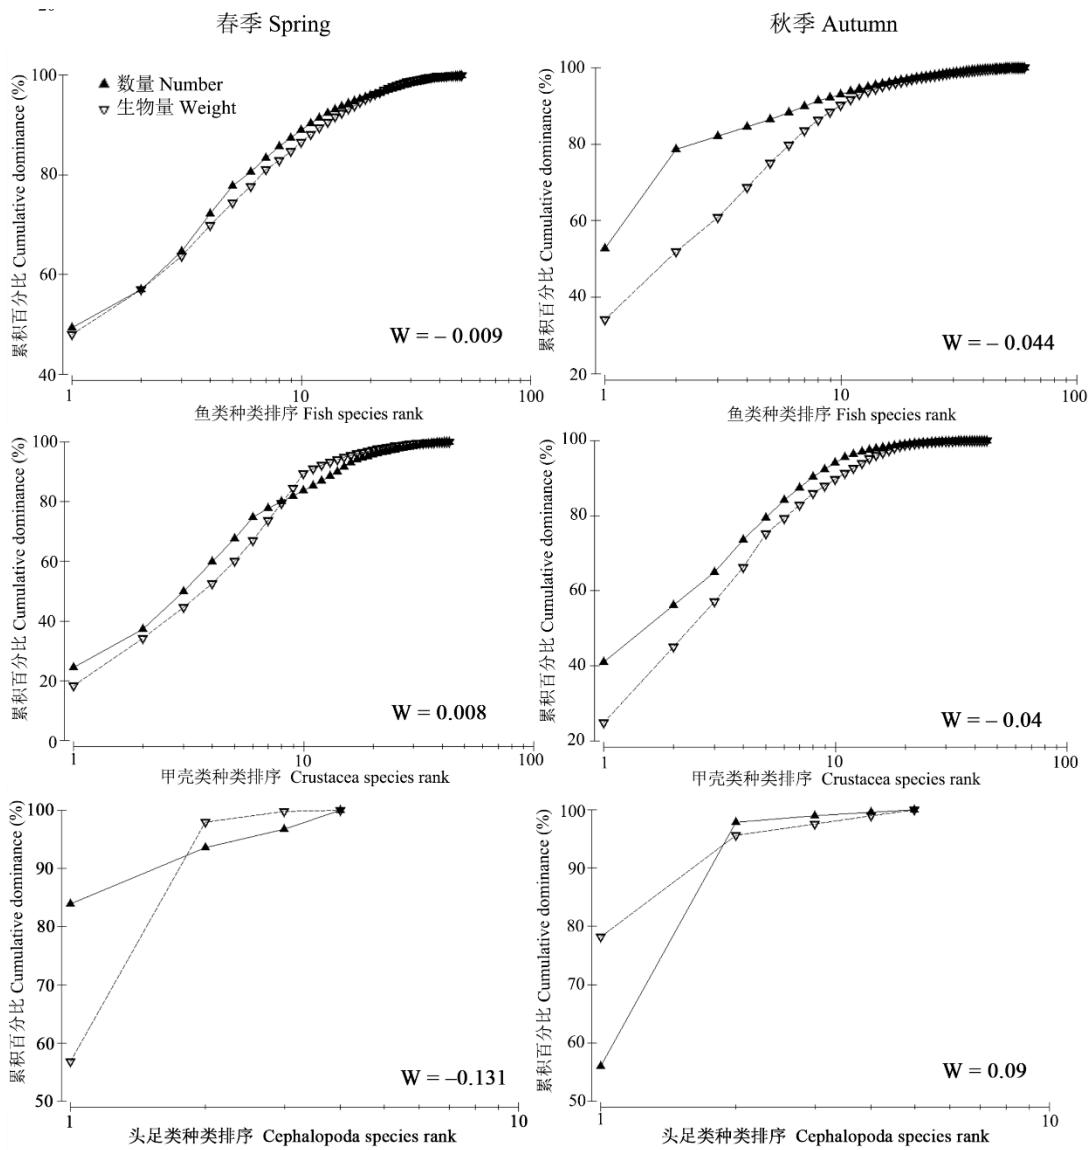 春季 Spring
秋季 Autumn
累积百分比 Cumulative dominance (%)
100
80
60
40
▲ 数量 Number
▽ 生物量 Weight
W = – 0.009
1
10
100
鱼类种类排序 Fish species rank
累积百分比 Cumulative dominance (%)
100
80
60
40
20
W = – 0.044
1
10
100
鱼类种类排序 Fish species rank
累积百分比 Cumulative dominance (%)
100
80
60
40
20
0
W = 0.008
1
10
100
甲壳类种类排序 Crustacea species rank
累积百分比 Cumulative dominance (%)
100
80
60
40
20
W = – 0.04
1
10
100
甲壳类种类排序 Crustacea species rank
累积百分比 Cumulative dominance (%)
100
90
80
70
60
50
W = –0.131
1
10
头足类种类排序 Cephalopoda species rank
累积百分比 Cumulative dominance (%)
100
90
80
70
60
50
W = 0.09
1
10
头足类种类排序 Cephalopoda species rank